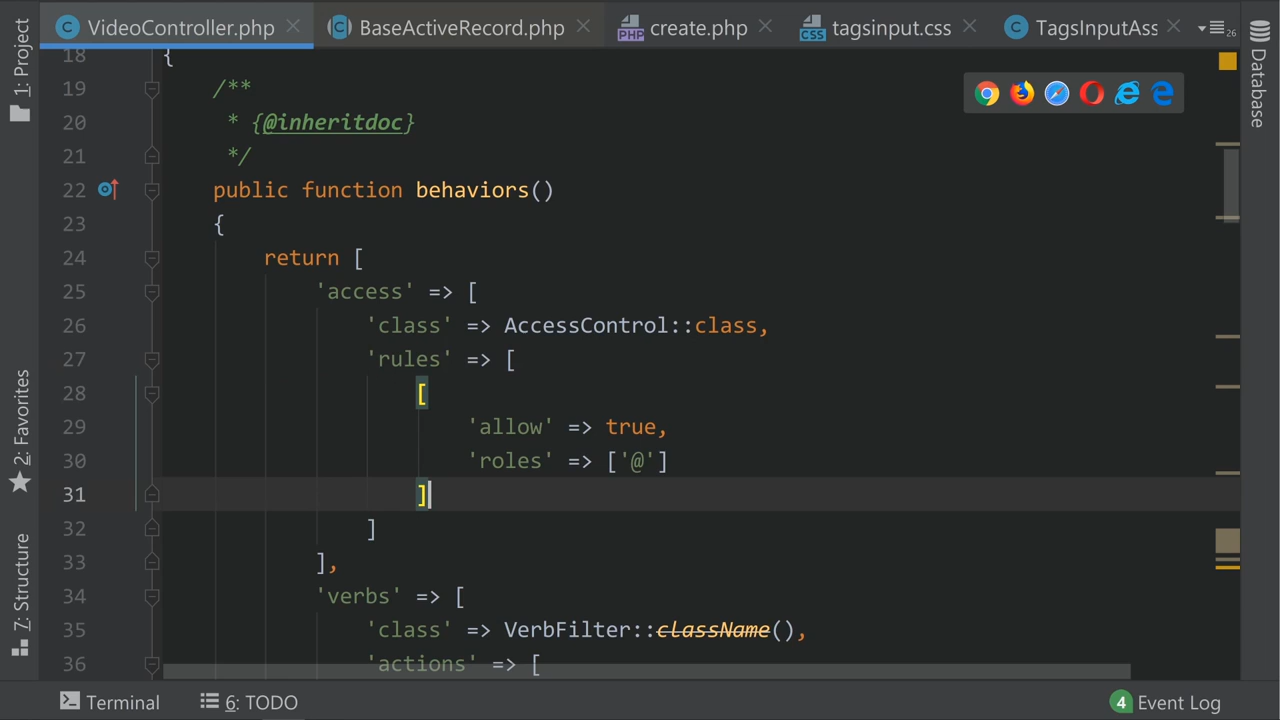 VideoController.php
BaseActiveRecord.php
PHP create.php
CSS tagsinput.css
TagsInputAss
26
1: Project
2: Favorites
7: Structure
Database
18 {
19 /**
20 * {@inheritdoc}
21 */
22 public function behaviors()
23 {
24 return [
25 'access' => [
26 'class' => AccessControl::class,
27 'rules' => [
28 [
29 'allow' => true,
30 'roles' => ['@']
31 ]
32 ]
33 ],
34 'verbs' => [
35 'class' => VerbFilter::className(),
36 'actions' => [
Terminal
6: TODO
4 Event Log